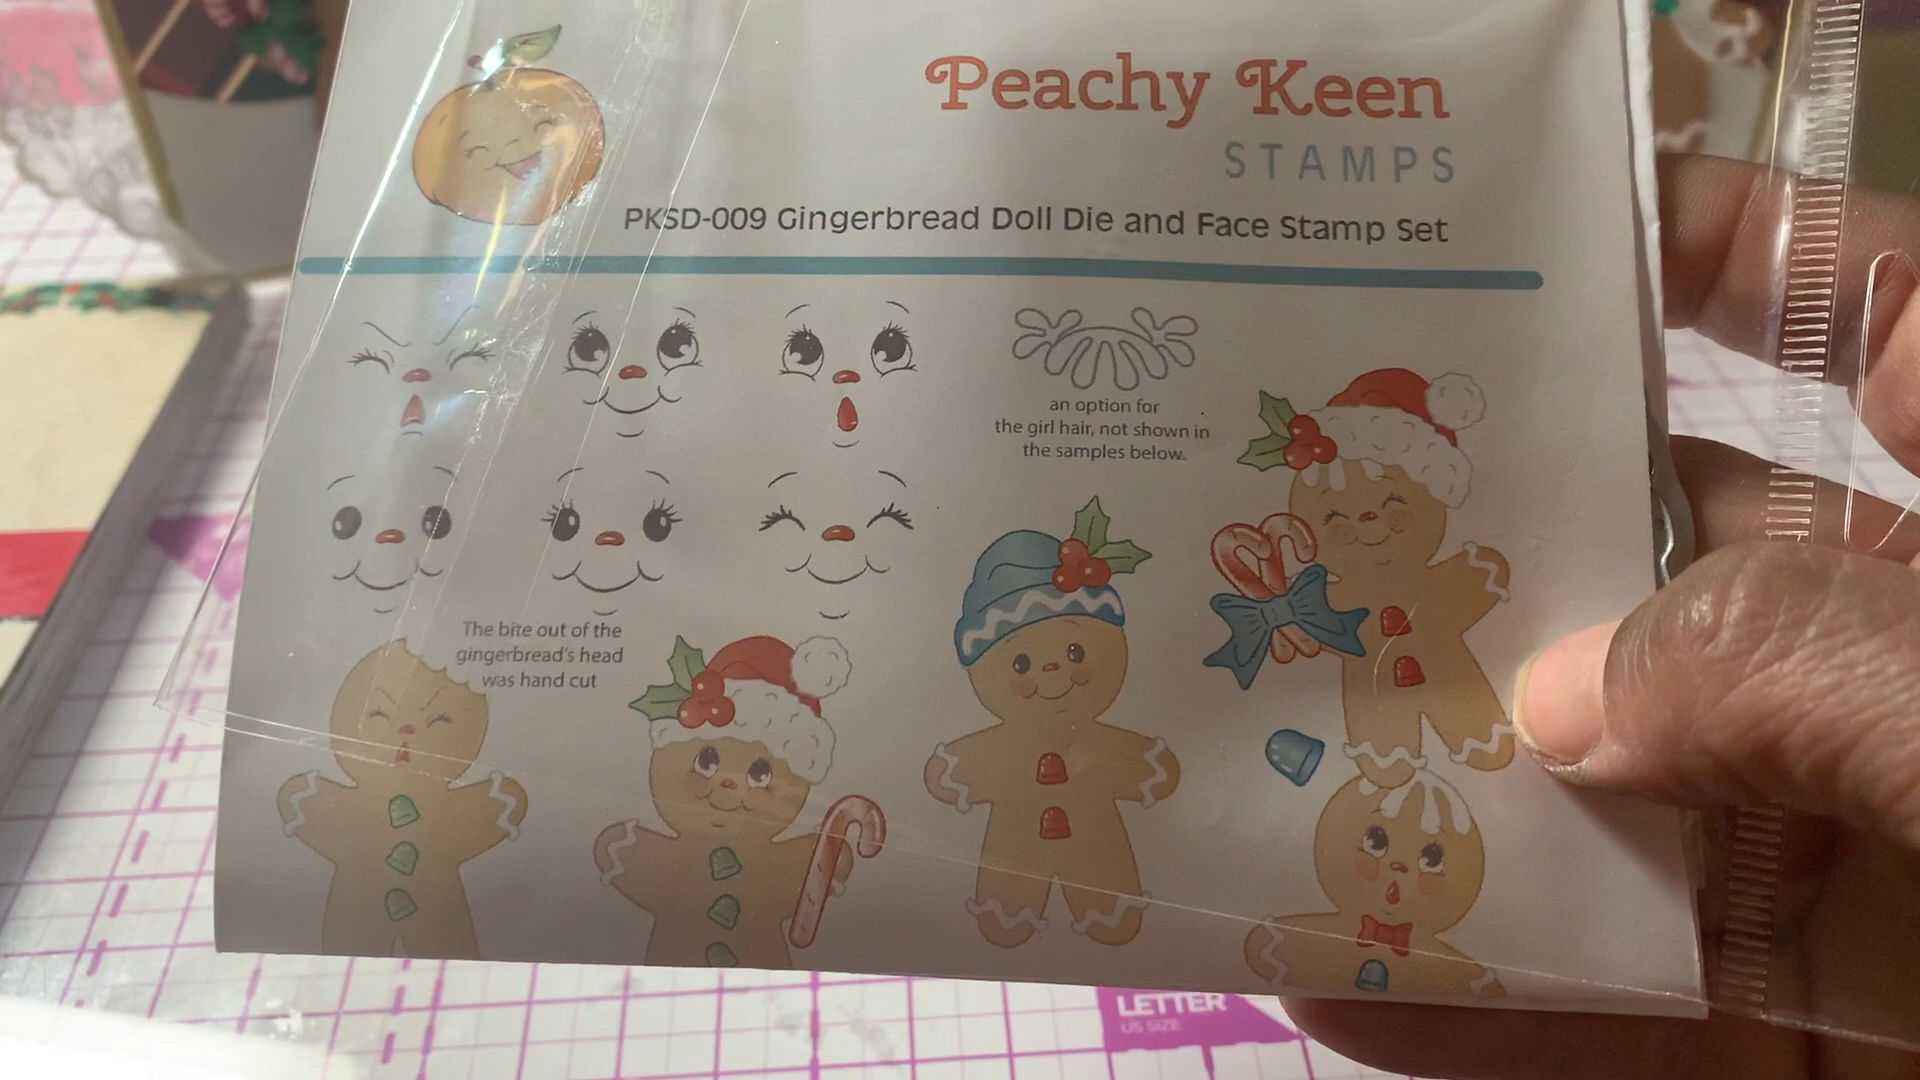 Peachy Keen
STAMPS
PKSD-009 Gingerbread Doll Die and Face Stamp Set
an option for
the girl hair, not shown in
the samples below.
The bite out of the
gingerbread's head
was hand cut
LETTER
US SIZE